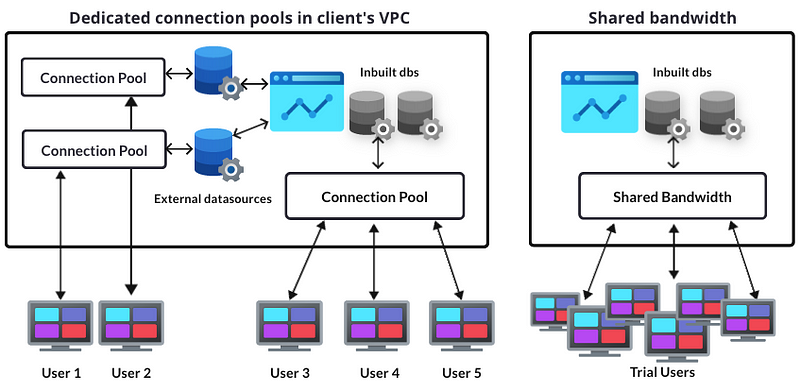 Dedicated connection pools in client's VPC
Shared bandwidth
Connection Pool
Inbuilt dbs
Connection Pool
External datasources
Connection Pool
Inbuilt dbs
Shared Bandwidth
User 1
User 2
User 3
User 4
User 5
Trial Users